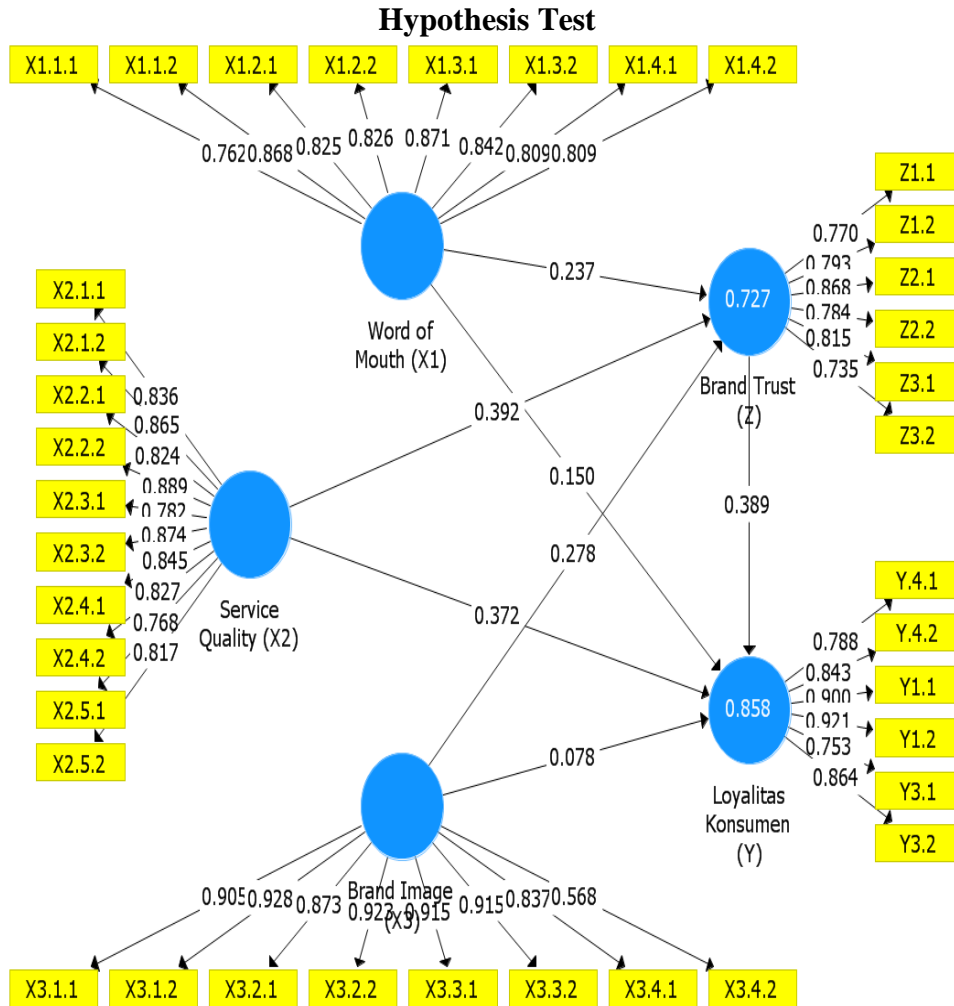 Hypothesis Test
X1.1.1 X1.1.2 X1.2.1 X1.2.2 X1.3.1 X1.3.2 X1.4.1 X1.4.2
0.762 0.868 0.825 0.826 0.871 0.842 0.809 0.809
Word of
Mouth (X1)
X2.1.1
X2.1.2
X2.2.1
X2.2.2
X2.3.1
X2.3.2
X2.4.1
X2.4.2
X2.5.1
X2.5.2
0.836
0.865
0.824
0.889
0.782
0.874
0.845
0.827
0.768
0.817
Service
Quality (X2)
0.237
0.392
0.150
0.278
0.372
0.078
0.389
0.727
Brand Trust
(Z)
0.770
0.793
0.868
0.784
0.815
0.735
Z1.1
Z1.2
Z2.1
Z2.2
Z3.1
Z3.2
0.858
Loyalitas
Konsumen
(Y)
0.788
0.843
0.900
0.921
0.753
0.864
Y.4.1
Y.4.2
Y1.1
Y1.2
Y3.1
Y3.2
Brand Image
(X3)
0.905 0.928 0.873 0.923 0.915 0.915 0.837 0.568
X3.1.1 X3.1.2 X3.2.1 X3.2.2 X3.3.1 X3.3.2 X3.4.1 X3.4.2